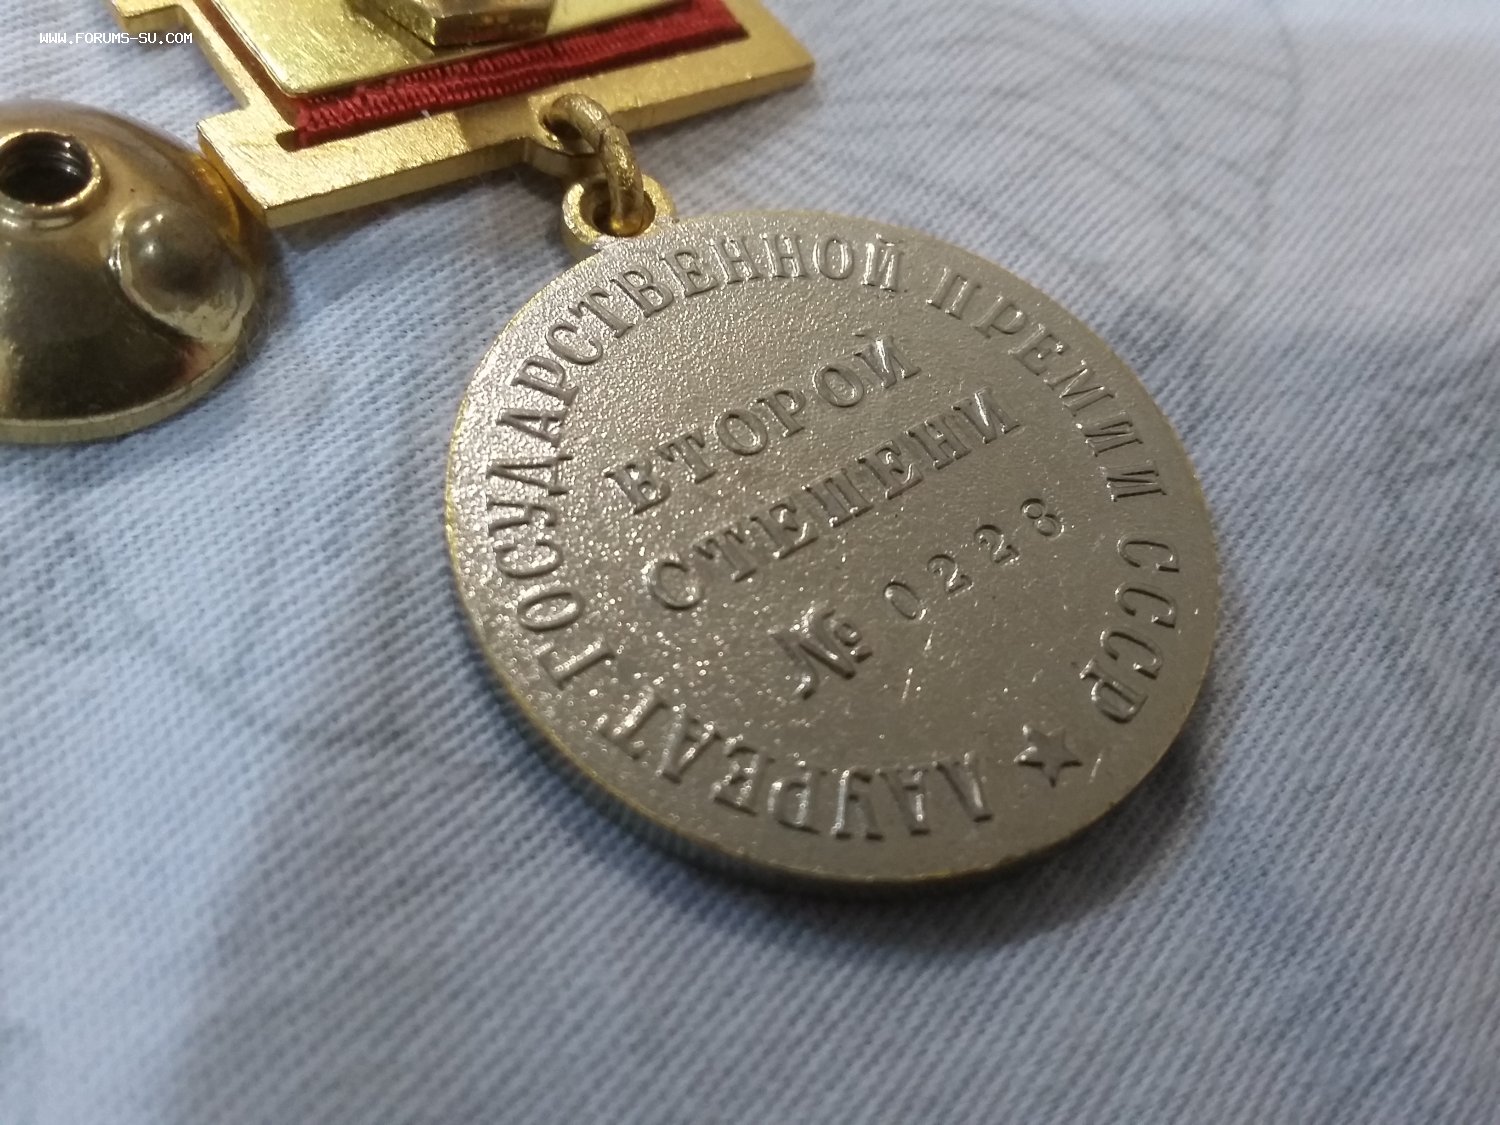 WWW.FORUMS-SU.COM
ЛАУРЕАТ ГОСУДАРСТВЕННОЙ ПРЕМИИ СССР
ВТОРОЙ
СТЕПЕНИ
№ 0228